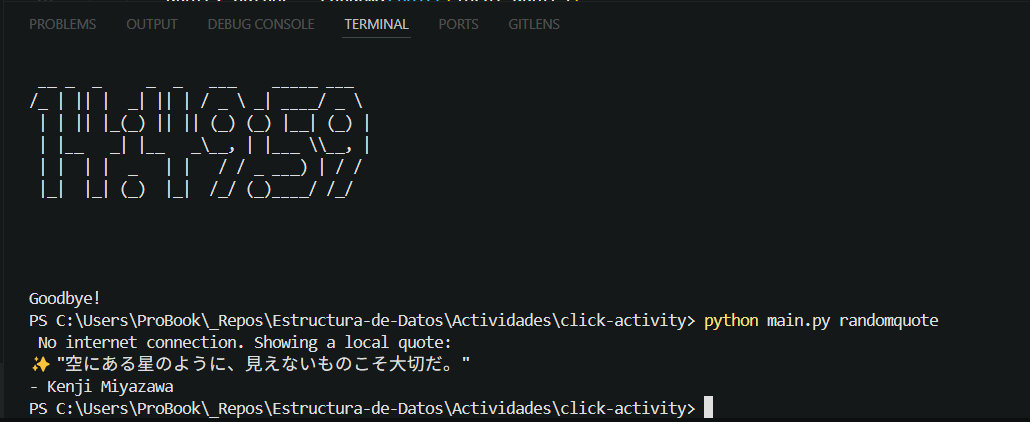 PROBLEMS OUTPUT DEBUG CONSOLE TERMINAL PORTS GITLENS
14:49:59
Goodbye!
PS C:\Users\ProBook\_Repos\Estructura-de-Datos\Actividades\click-activity> python main.py randomquote
No internet connection. Showing a local quote:
✨ "空にある星のように、見えないものこそ大切だ。"
- Kenji Miyazawa
PS C:\Users\ProBook\_Repos\Estructura-de-Datos\Actividades\click-activity>